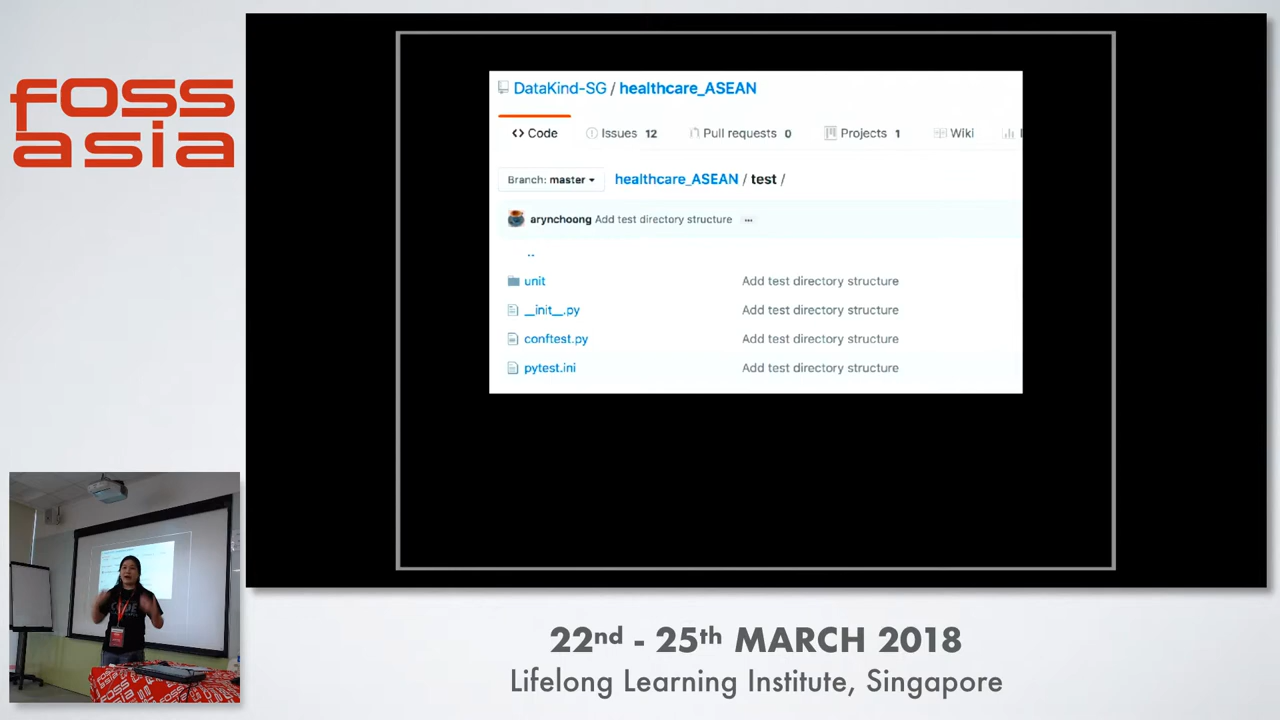 foss
asia
DataKind-SG / healthcare_ASEAN
Code Issues 12 Pull requests 0 Projects 1 Wiki
Branch: master healthcare_ASEAN / test /
arynchoong Add test directory structure ...
..
unit Add test directory structure
__init__.py Add test directory structure
conftest.py Add test directory structure
pytest.ini Add test directory structure
CODE
FOSS
22nd - 25th MARCH 2018
Lifelong Learning Institute, Singapore